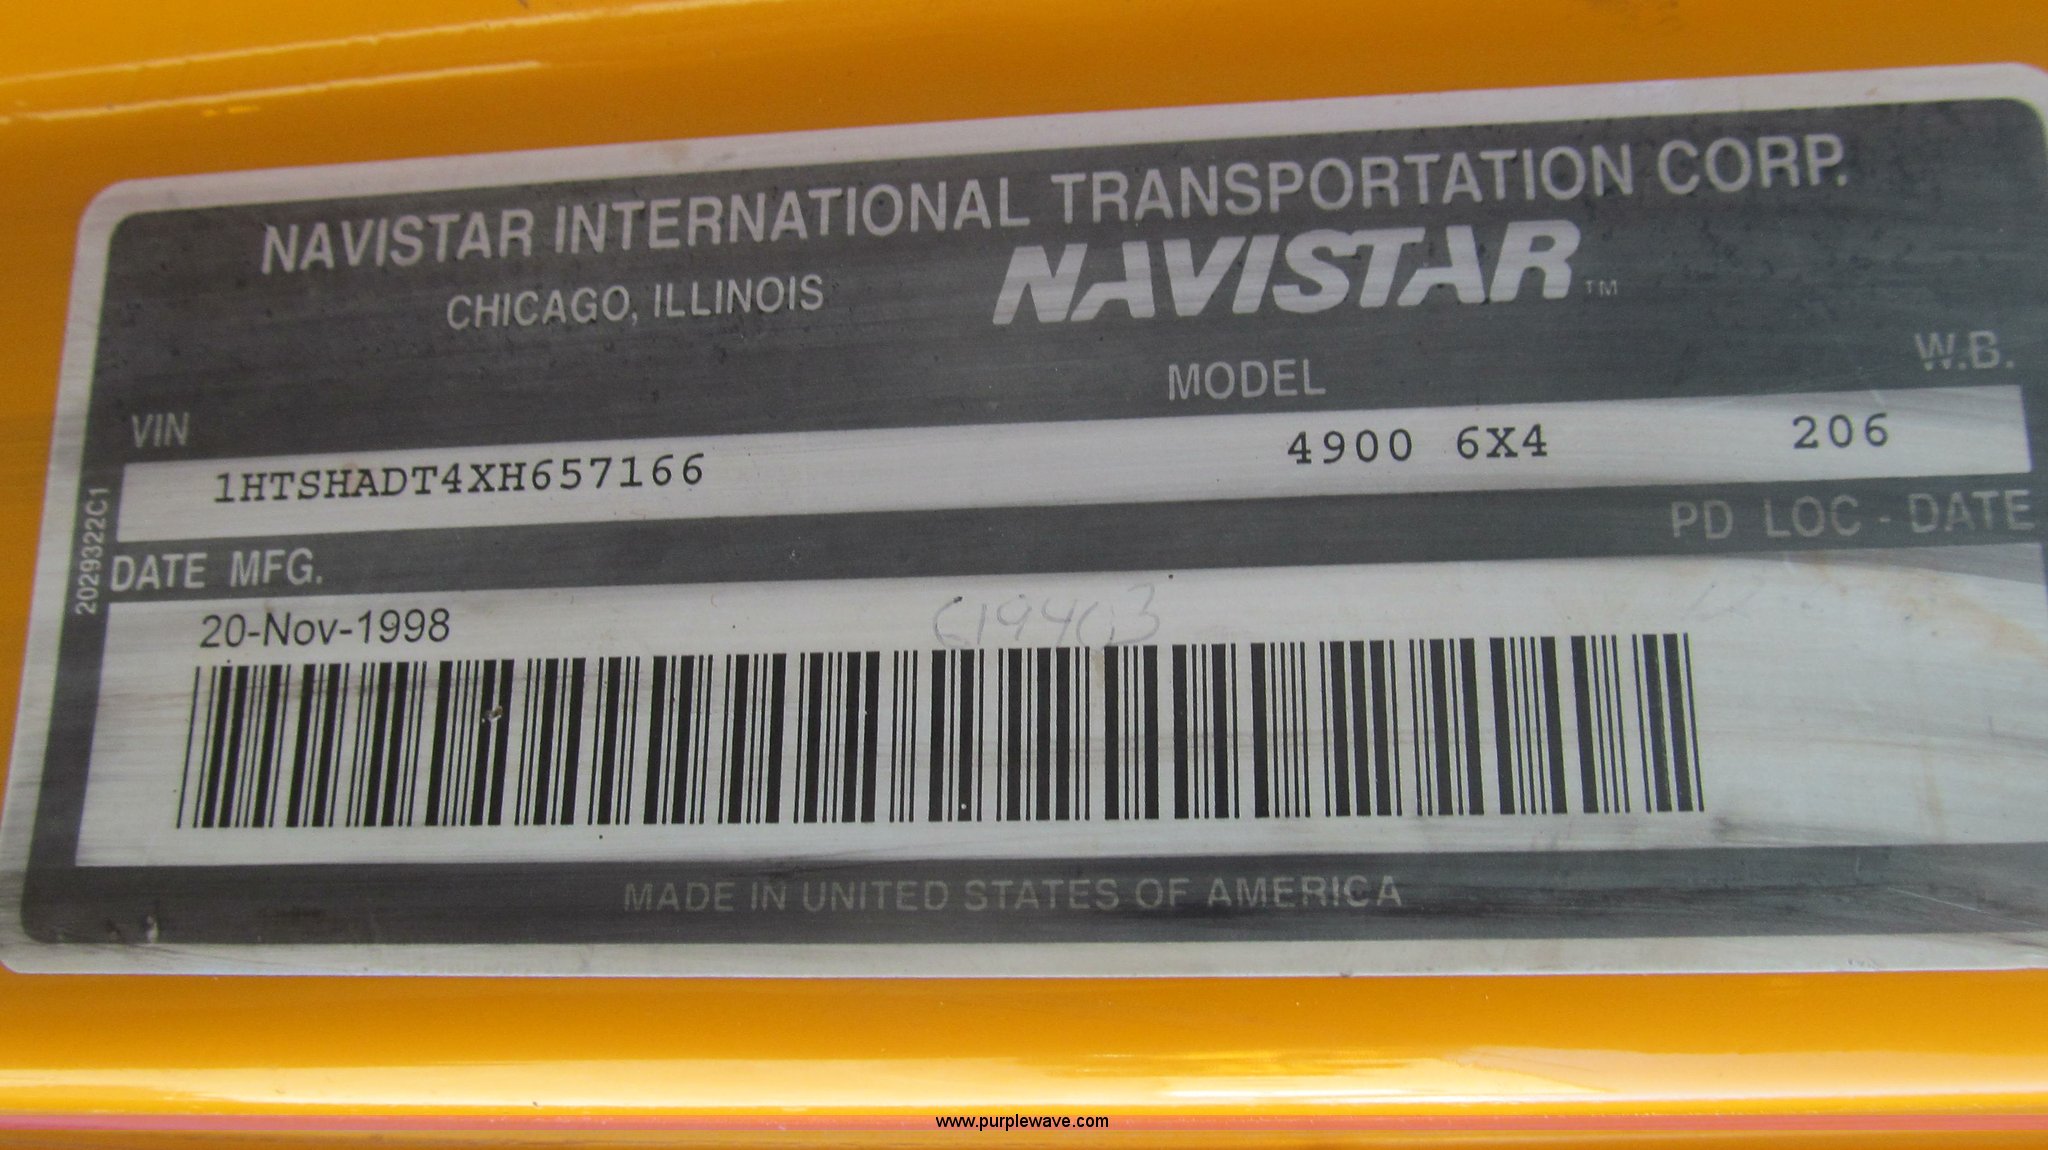 NAVISTAR INTERNATIONAL TRANSPORTATION CORP.
CHICAGO, ILLINOIS
NAVISTAR™
VIN
MODEL
W.B.
1HTSHADT4XH657166
4900 6X4
206
2029322C1
DATE MFG.
PD LOC - DATE
20-Nov-1998
619403
MADE IN UNITED STATES OF AMERICA
www.purplewave.com